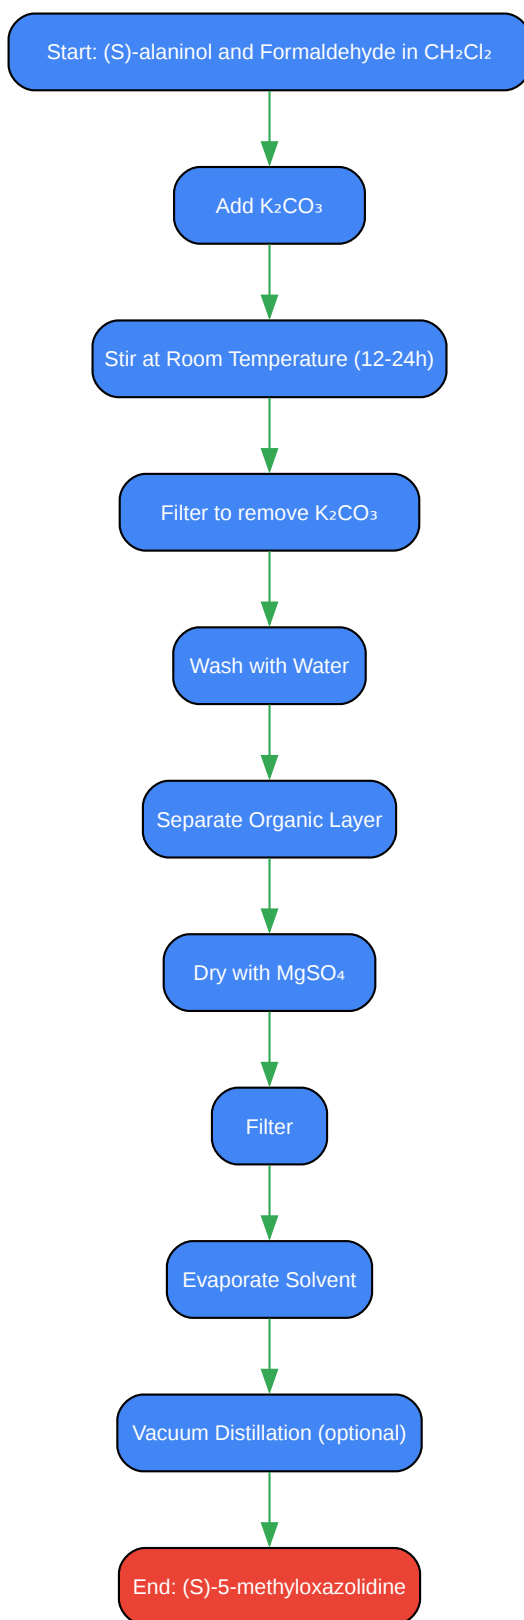 Start: (S)-alaninol and Formaldehyde in CH₂Cl₂
Add K₂CO₃
Stir at Room Temperature (12-24h)
Filter to remove K₂CO₃
Wash with Water
Separate Organic Layer
Dry with MgSO₄
Filter
Evaporate Solvent
Vacuum Distillation (optional)
End: (S)-5-methyloxazolidine